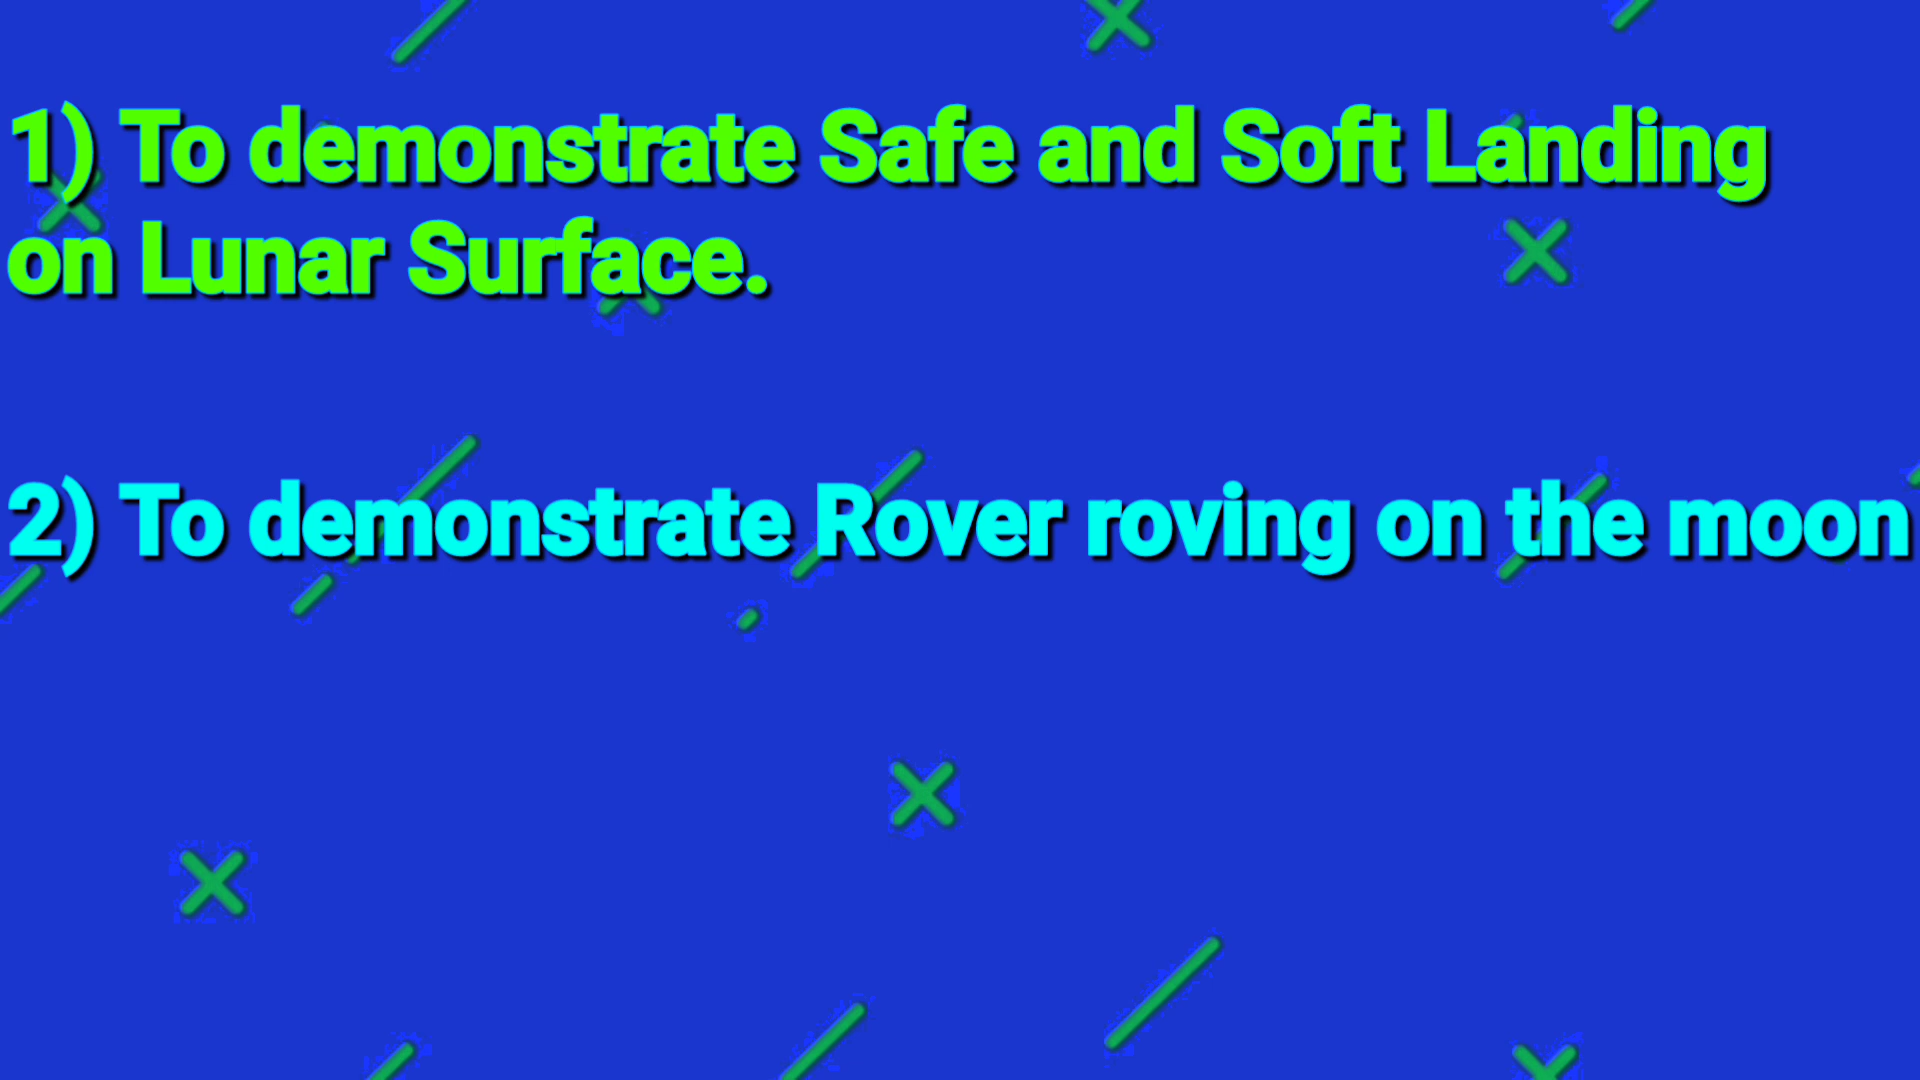 1) To demonstrate Safe and Soft Landing
on Lunar Surface.
2) To demonstrate Rover roving on the moon